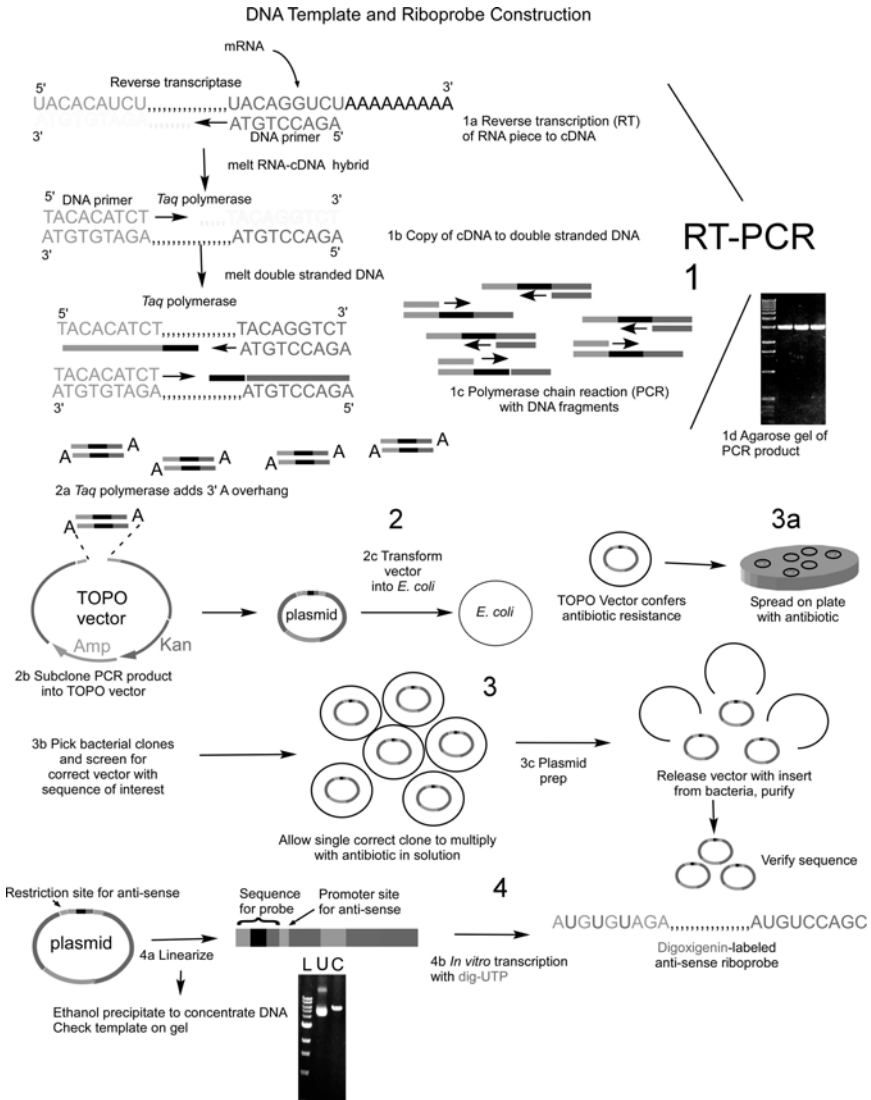 DNA Template and Riboprobe Construction
mRNA
5'
Reverse transcriptase
3'
UACACAUCU,,,,,,,,,,,,,,,,UACAGGUCUAAAAAAAAA
ATGTGTAGA,,,,,,,,,
ATGTCCAGA
3'
DNA primer
5'
1a Reverse transcription (RT)
of RNA piece to cDNA
melt RNA-cDNA hybrid
5'
DNA primer
Taq polymerase
3'
TACACATCT
,,,,,TACAGGTCT
ATGTGTAGA,,,,,,,,,,,,,,,,ATGTCCAGA
3'
5'
1b Copy of cDNA to double stranded DNA
RT-PCR
1
melt double stranded DNA
Taq polymerase
5'
3'
TACACATCT,,,,,,,,,,,,,,,TACAGGTCT
ATGTCCAGA
TACACATCT
ATGTGTAGA,,,,,,,,,,,,,,,,,ATGTCCAGA
3'
5'
1c Polymerase chain reaction (PCR)
with DNA fragments
1d Agarose gel of
PCR product
A
A
A
A
A
A
A
A
2a Taq polymerase adds 3' A overhang
A
A
TOPO
vector
Amp
Kan
2b Subclone PCR product
into TOPO vector
2
plasmid
2c Transform
vector
into E. coli
E. coli
3a
TOPO Vector confers
antibiotic resistance
Spread on plate
with antibiotic
3
3b Pick bacterial clones
and screen for
correct vector with
sequence of interest
Allow single correct clone to multiply
with antibiotic in solution
3c Plasmid
prep
Release vector with insert
from bacteria, purify
Verify sequence
4
Restriction site for anti-sense
plasmid
4a Linearize
Sequence
for probe
Promoter site
for anti-sense
4b In vitro transcription
with dig-UTP
AUGUGUAGA,,,,,,,,,,,,,,,,,AUGUCCAGC
Digoxigenin-labeled
anti-sense riboprobe
Ethanol precipitate to concentrate DNA
Check template on gel
L U C